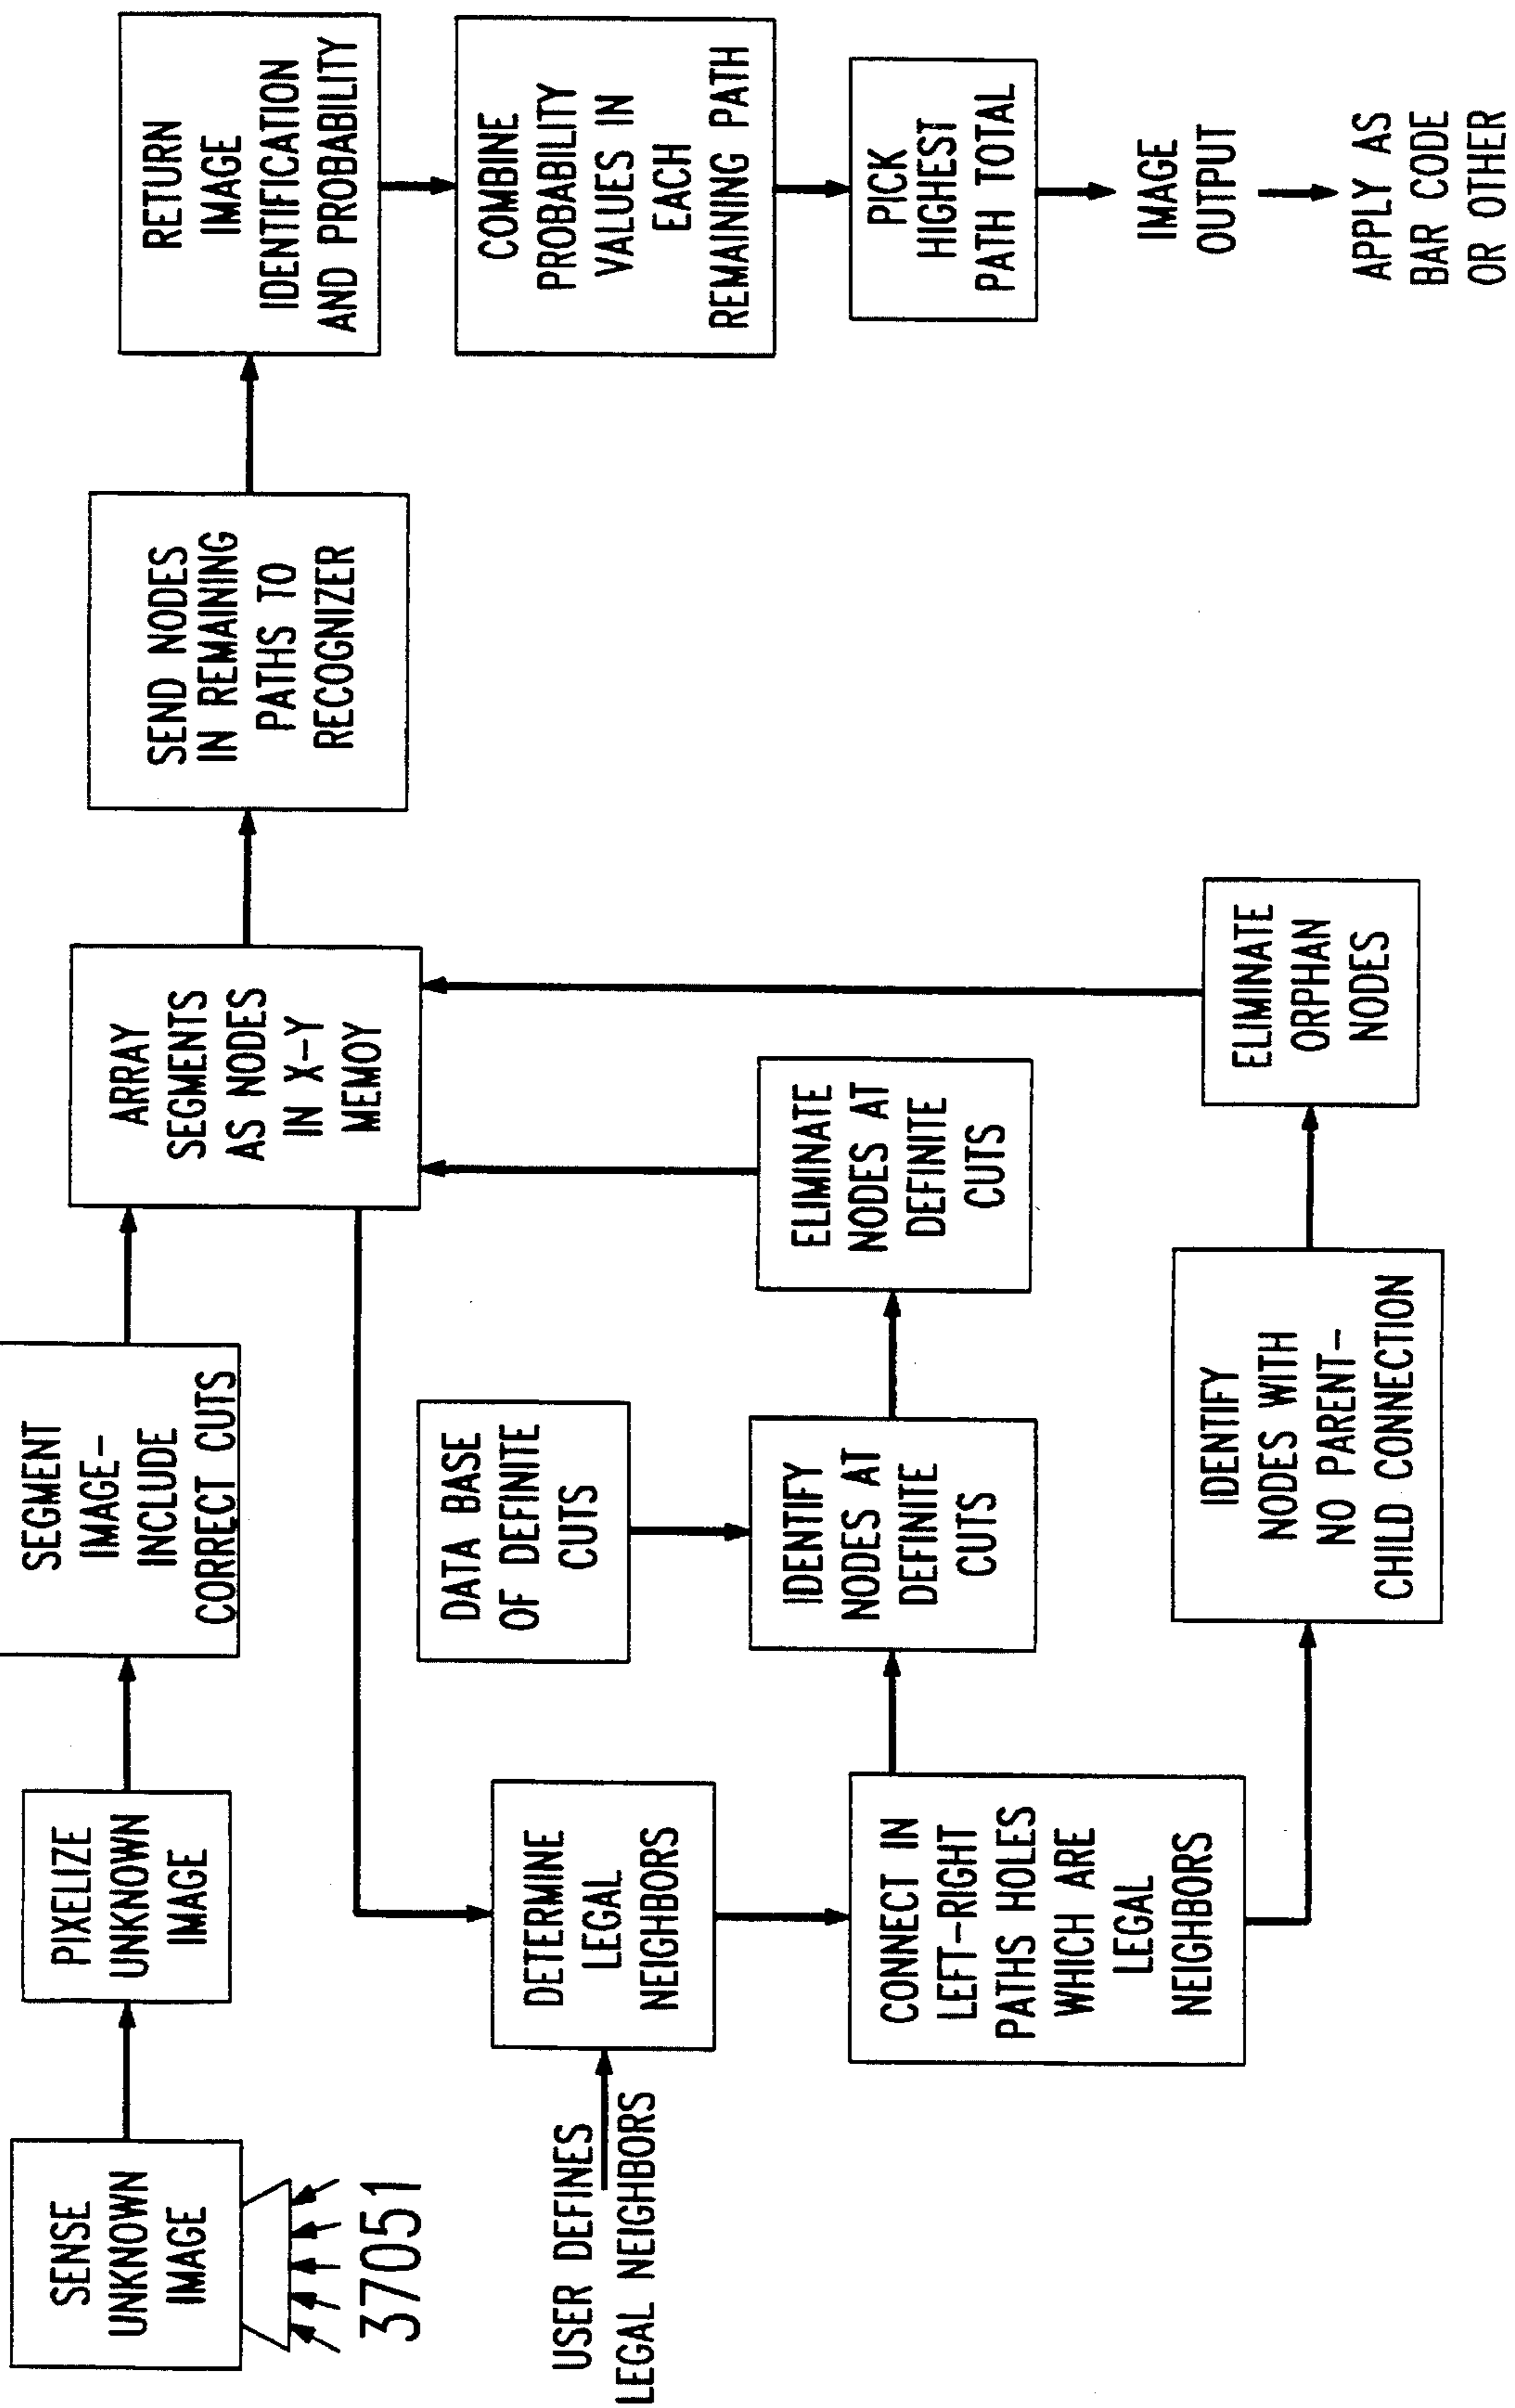 SENSE
UNKNOWN
IMAGE
37051
PIXELIZE
UNKNOWN
IMAGE
SEGMENT
IMAGE-
INCLUDE
CORRECT CUTS
ARRAY
SEGMENTS
AS NODES
IN X-Y
MEMOY
SEND NODES
IN REMAINING
PATHS TO
RECOGNIZER
RETURN
IMAGE
IDENTIFICATION
AND PROBABILITY
COMBINE
PROBABILITY
VALUES IN
EACH
REMAINING PATH
PICK
HIGHEST
PATH TOTAL
IMAGE
OUTPUT
APPLY AS
BAR CODE
OR OTHER
USER DEFINES
LEGAL NEIGHBORS
DETERMINE
LEGAL
NEIGHBORS
DATA BASE
OF DEFINITE
CUTS
CONNECT IN
LEFT-RIGHT
PATHS HOLES
WHICH ARE
LEGAL
NEIGHBORS
IDENTIFY
NODES AT
DEFINITE
CUTS
ELIMINATE
NODES AT
DEFINITE
CUTS
IDENTIFY
NODES WITH
NO PARENT-
CHILD CONNECTION
ELIMINATE
ORPHAN
NODES